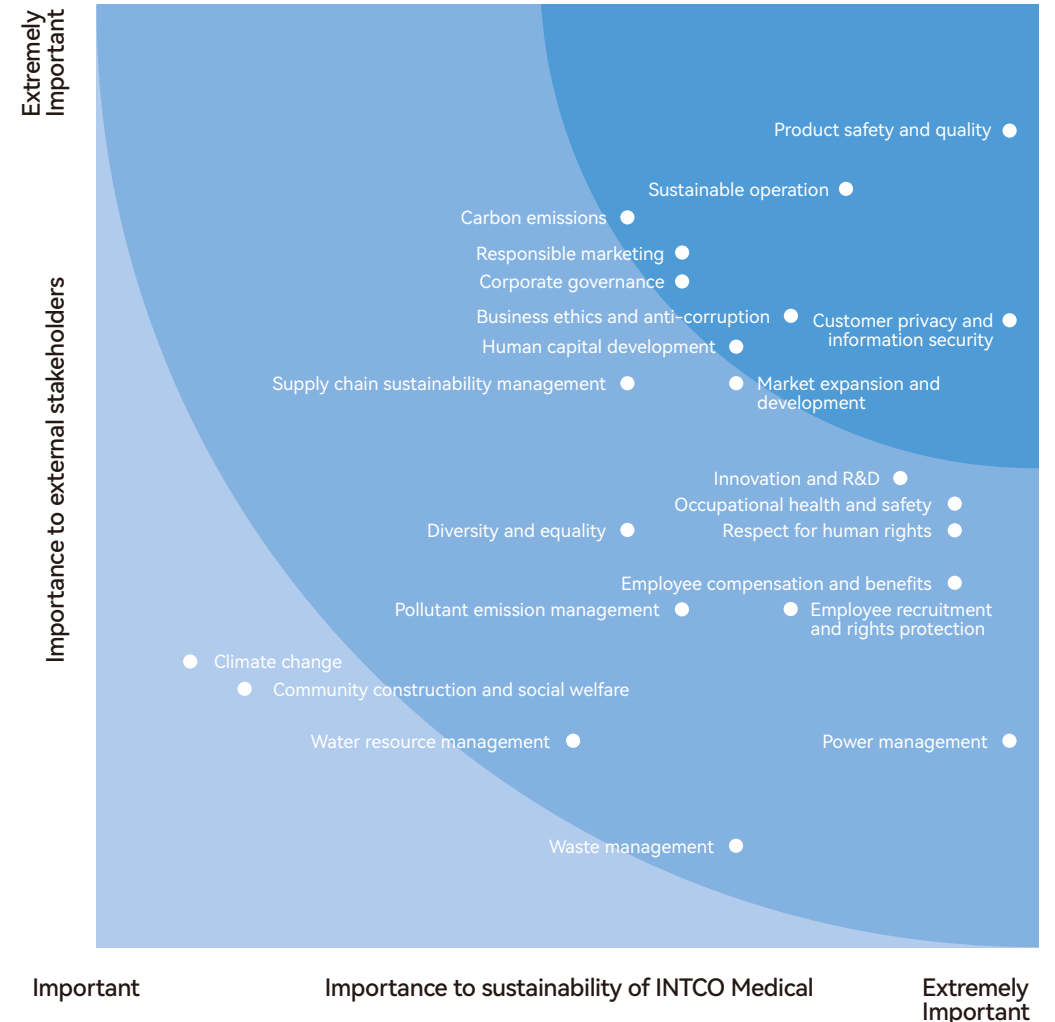 Extremely
Important
Importance to external stakeholders
Product safety and quality
Sustainable operation
Carbon emissions
Responsible marketing
Corporate governance
Business ethics and anti-corruption
Customer privacy and
information security
Human capital development
Supply chain sustainability management
Market expansion and
development
Innovation and R&D
Occupational health and safety
Diversity and equality
Respect for human rights
Employee compensation and benefits
Pollutant emission management
Employee recruitment
and rights protection
Climate change
Community construction and social welfare
Water resource management
Power management
Waste management
Important
Importance to sustainability of INTCO Medical
Extremely
Important